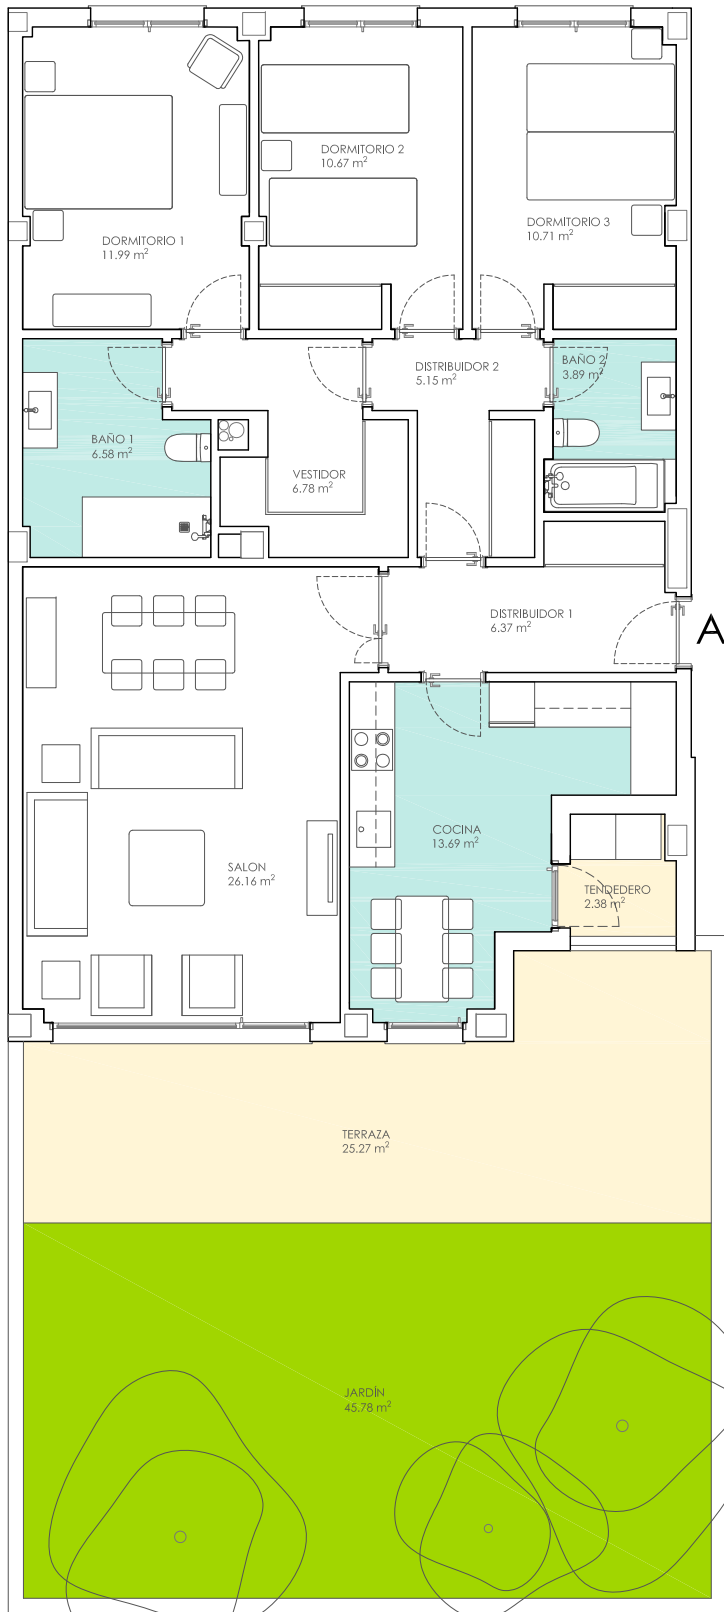 DORMITORIO 2
10.67 m²
DORMITORIO 3
10.71 m²
DORMITORIO 1
11.99 m²
DISTRIBUIDOR 2
5.15 m²
BAÑO 2
3.89 m²
BAÑO 1
6.58 m²
VESTIDOR
6.78 m²
DISTRIBUIDOR 1
6.37 m²
A
COCINA
13.69 m²
SALON
26.16 m²
TENDEDERO
2.38 m²
TERRAZA
25.27 m²
JARDÍN
45.78 m²